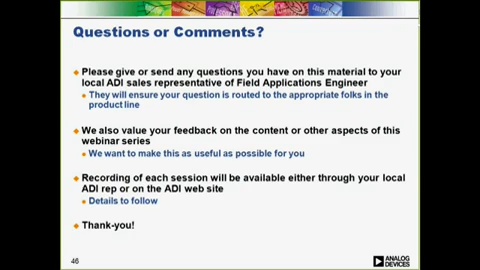 Questions or Comments?
Please give or send any questions you have on this material to your
local ADI sales representative of Field Applications Engineer
They will ensure your question is routed to the appropriate folks in the
product line
We also value your feedback on the content or other aspects of this
webinar series
We want to make this as useful as possible for you
Recording of each session will be available either through your local
ADI rep or on the ADI web site
Details to follow
Thank-you!
46
ANALOG
DEVICES